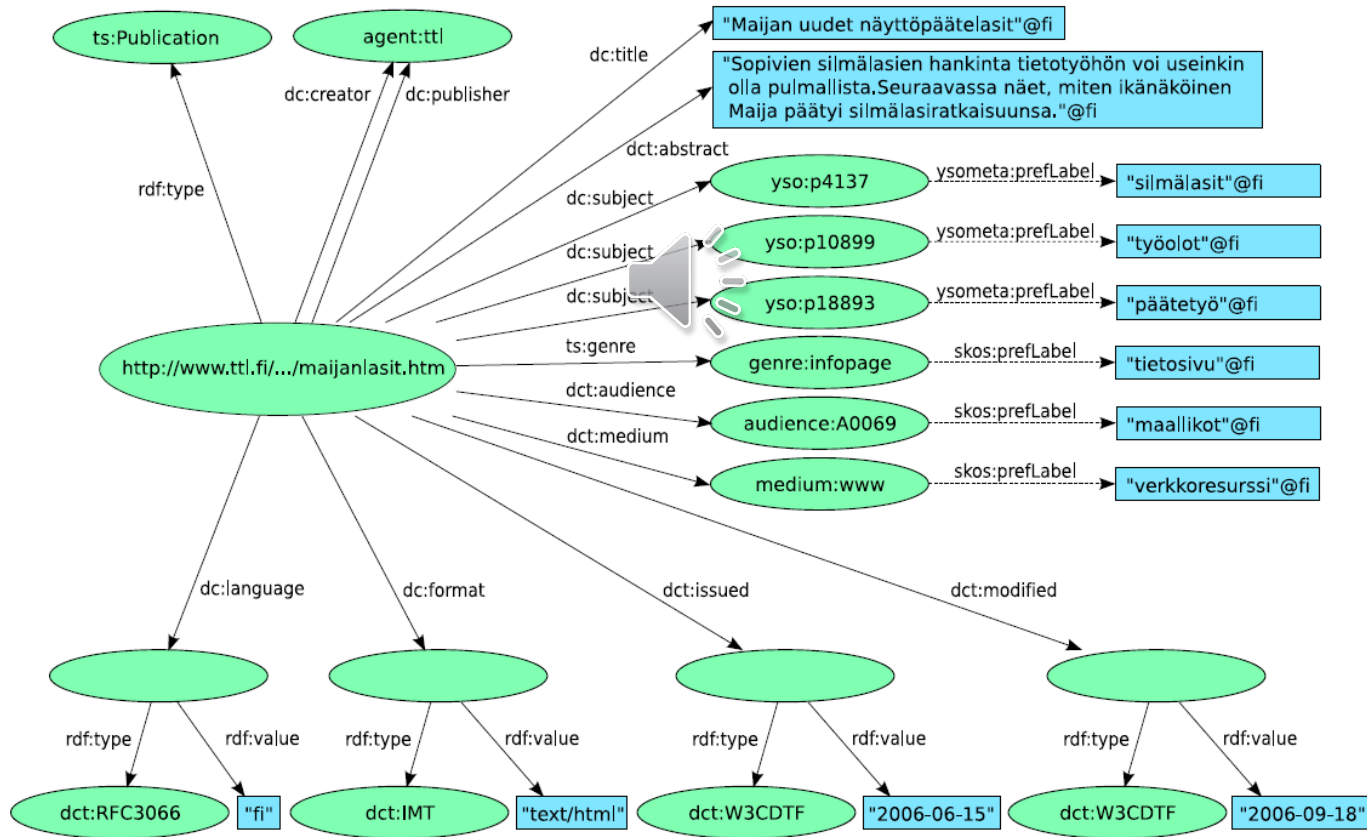 ts:Publication
agent:ttl
dc:title
"Maijan uudet näyttöpäätelasit"@fi
"Sopivien silmälasien hankinta tietotyöhön voi useinkin
olla pulmallista.Seuraavassa näet, miten ikänäköinen
Maija päätyi silmälasiratkaisuunsa."@fi
dc:creator
dc:publisher
dct:abstract
rdf:type
dc:subject
yso:p4137
ysometa:prefLabel
"silmälasit"@fi
dc:subject
yso:p10899
ysometa:prefLabel
"työolot"@fi
dc:subject
yso:p18893
ysometa:prefLabel
"päätetyö"@fi
http://www.ttl.fi/.../maijanlasit.htm
ts:genre
genre:infopage
skos:prefLabel
"tietosivu"@fi
dct:audience
audience:A0069
skos:prefLabel
"maallikot"@fi
dct:medium
medium:www
skos:prefLabel
"verkkoresurssi"@fi
dc:language
dc:format
dct:issued
dct:modified
rdf:type
rdf:value
rdf:type
rdf:value
rdf:type
rdf:value
rdf:type
rdf:value
dct:RFC3066
"fi"
dct:IMT
"text/html"
dct:W3CDTF
"2006-06-15"
dct:W3CDTF
"2006-09-18"